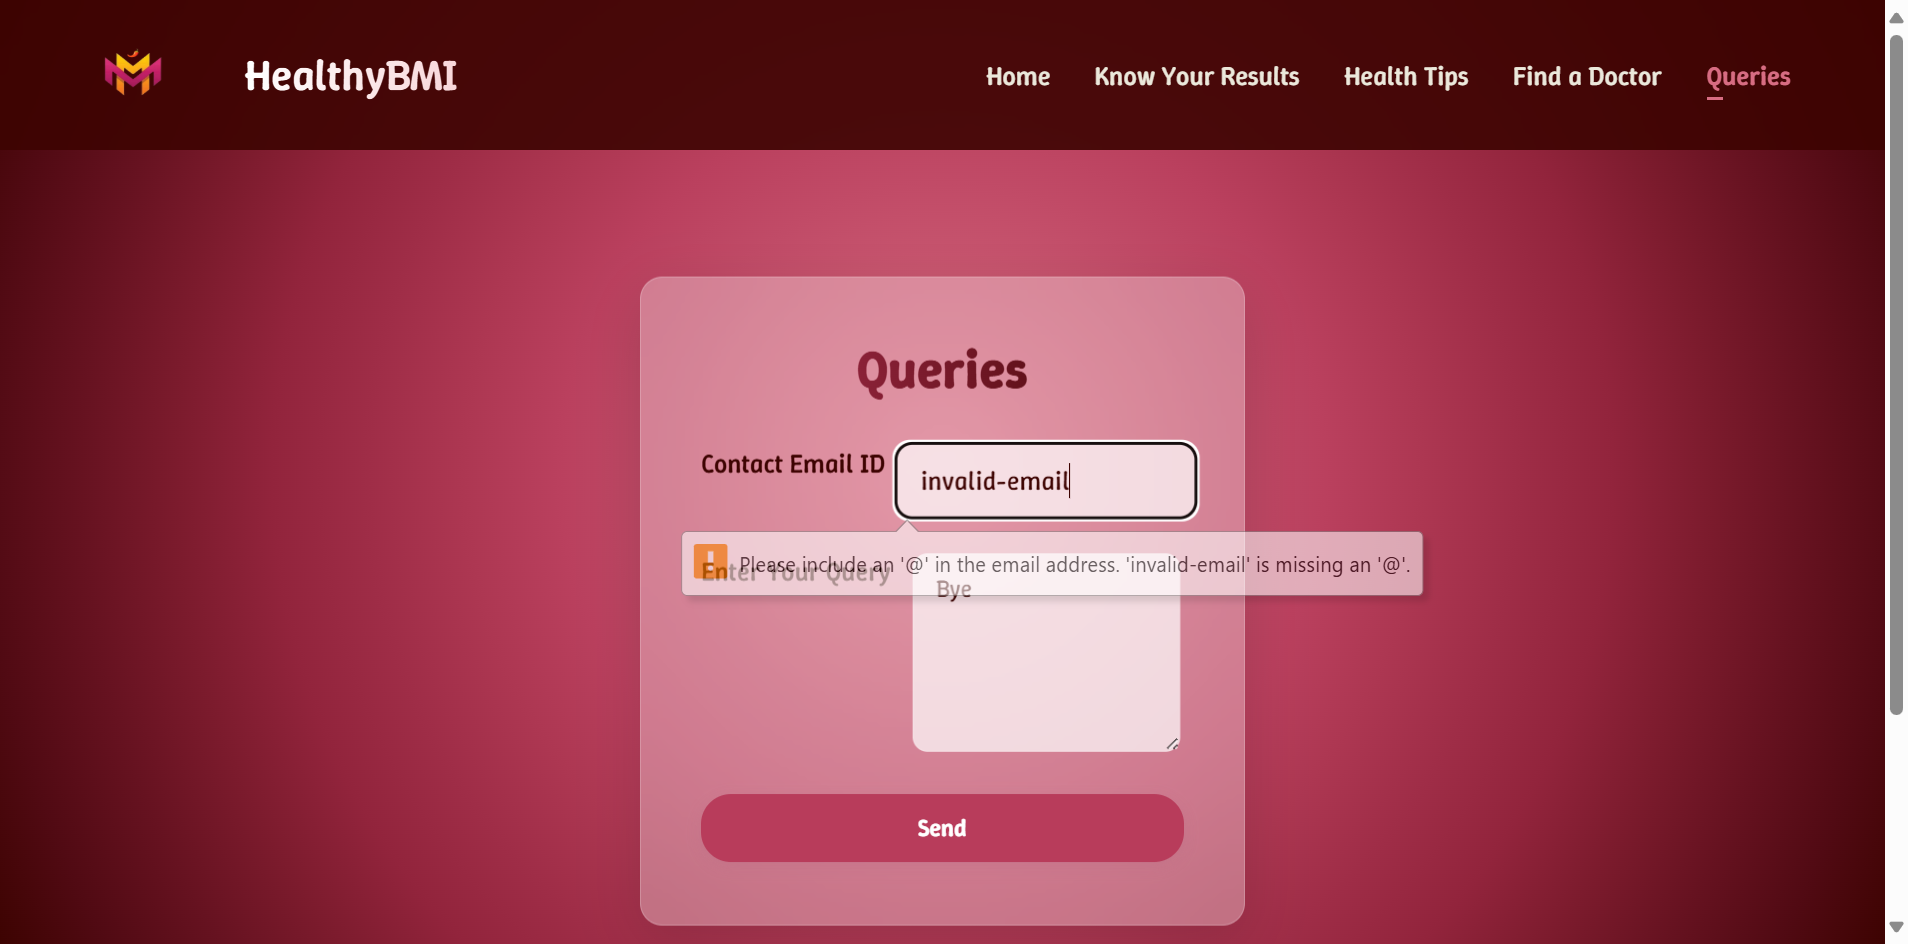 HealthyBMI
Home Know Your Results Health Tips Find a Doctor Queries
Queries
Contact Email ID
invalid-email
Please include an '@' in the email address. 'invalid-email' is missing an '@'.
Enter Your Query
Bye
Send